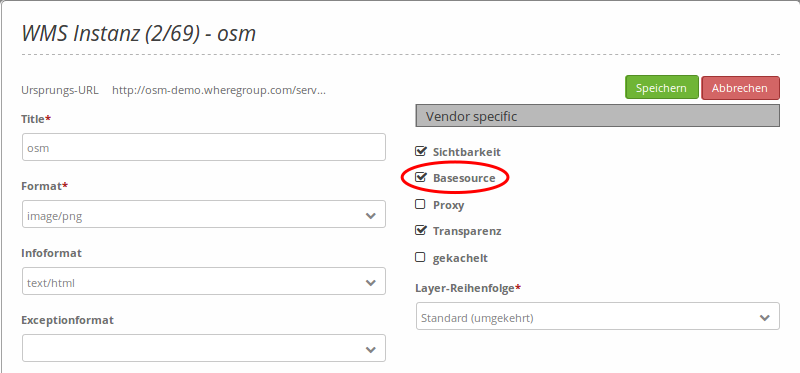 WMS Instanz (2/69) - osm
Ursprungs-URL http://osm-demo.wheregroup.com/serv...
Speichern Abbrechen
Title*
osm
Format*
image/png
Infoformat
text/html
Exceptionformat
Vendor specific
Sichtbarkeit
Basesource
Proxy
Transparenz
gekachelt
Layer-Reihenfolge*
Standard (umgekehrt)